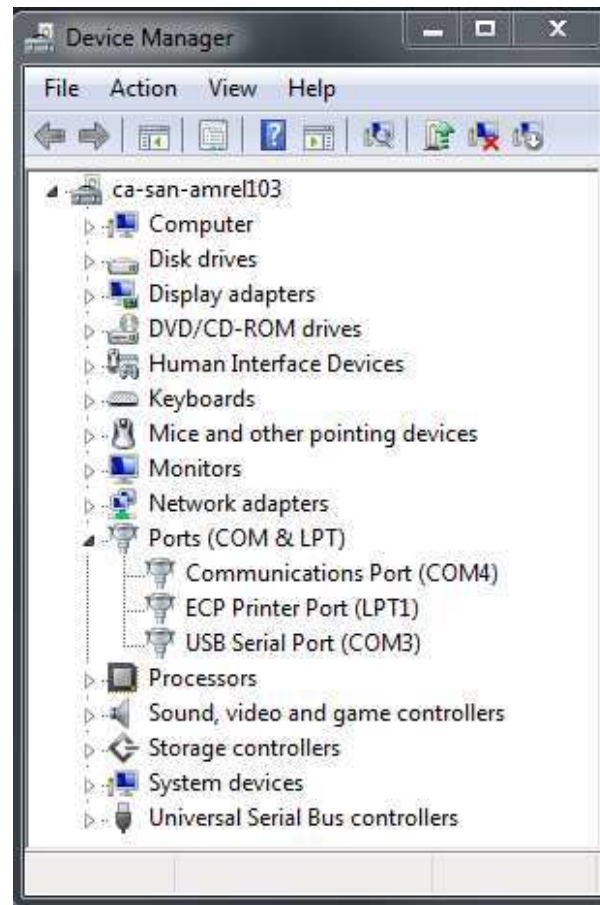 Device Manager
File Action View Help
ca-san-amrel103
Computer
Disk drives
Display adapters
DVD/CD-ROM drives
Human Interface Devices
Keyboards
Mice and other pointing devices
Monitors
Network adapters
Ports (COM & LPT)
Communications Port (COM4)
ECP Printer Port (LPT1)
USB Serial Port (COM3)
Processors
Sound, video and game controllers
Storage controllers
System devices
Universal Serial Bus controllers